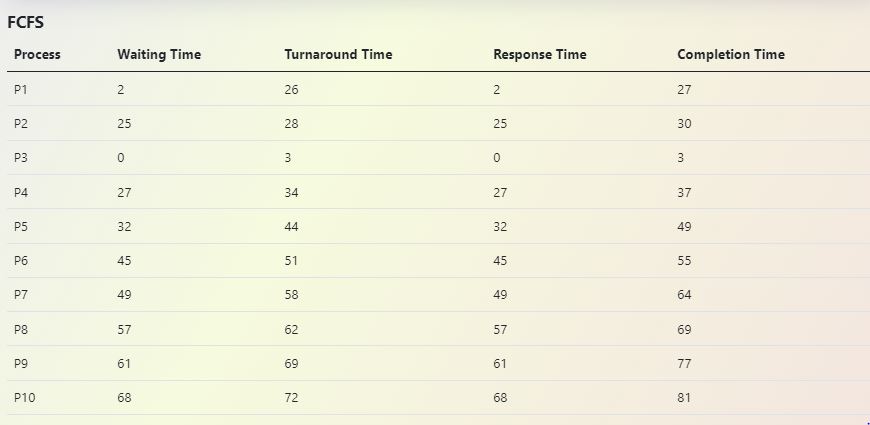 FCFS
Process Waiting Time Turnaround Time Response Time Completion Time
P1 2 26 2 27
P2 25 28 25 30
P3 0 3 0 3
P4 27 34 27 37
P5 32 44 32 49
P6 45 51 45 55
P7 49 58 49 64
P8 57 62 57 69
P9 61 69 61 77
P10 68 72 68 81